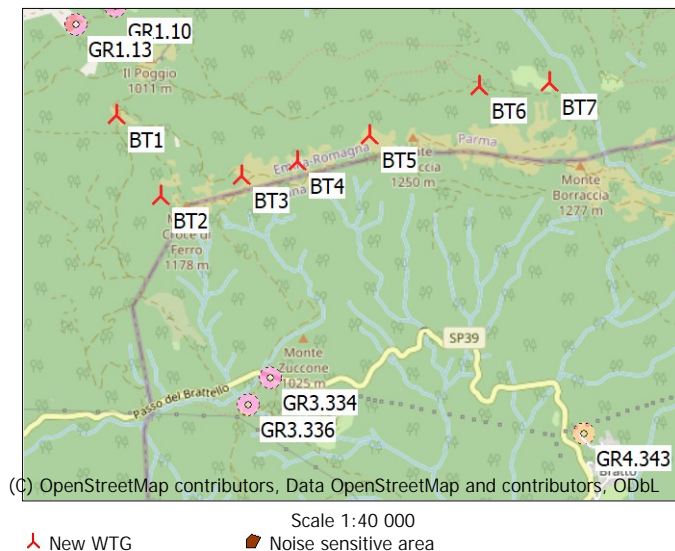 GR1.10
GR1.13
Il Poggio
1011 m
BT1
BT6
BT7
Parma
Emilia-Romagna
BT5
BT4
1250 m
BT3
BT2
Croce di
Ferro
1178 m
Monte
Borraccia
1277 m
SP39
Monte
Zuccone
1025 m
Passo del Brattello
GR3.334
GR3.336
GR4.343
Bratto
(C) OpenStreetMap contributors, Data OpenStreetMap and contributors, ODbL
Scale 1:40 000
New WTG
Noise sensitive area